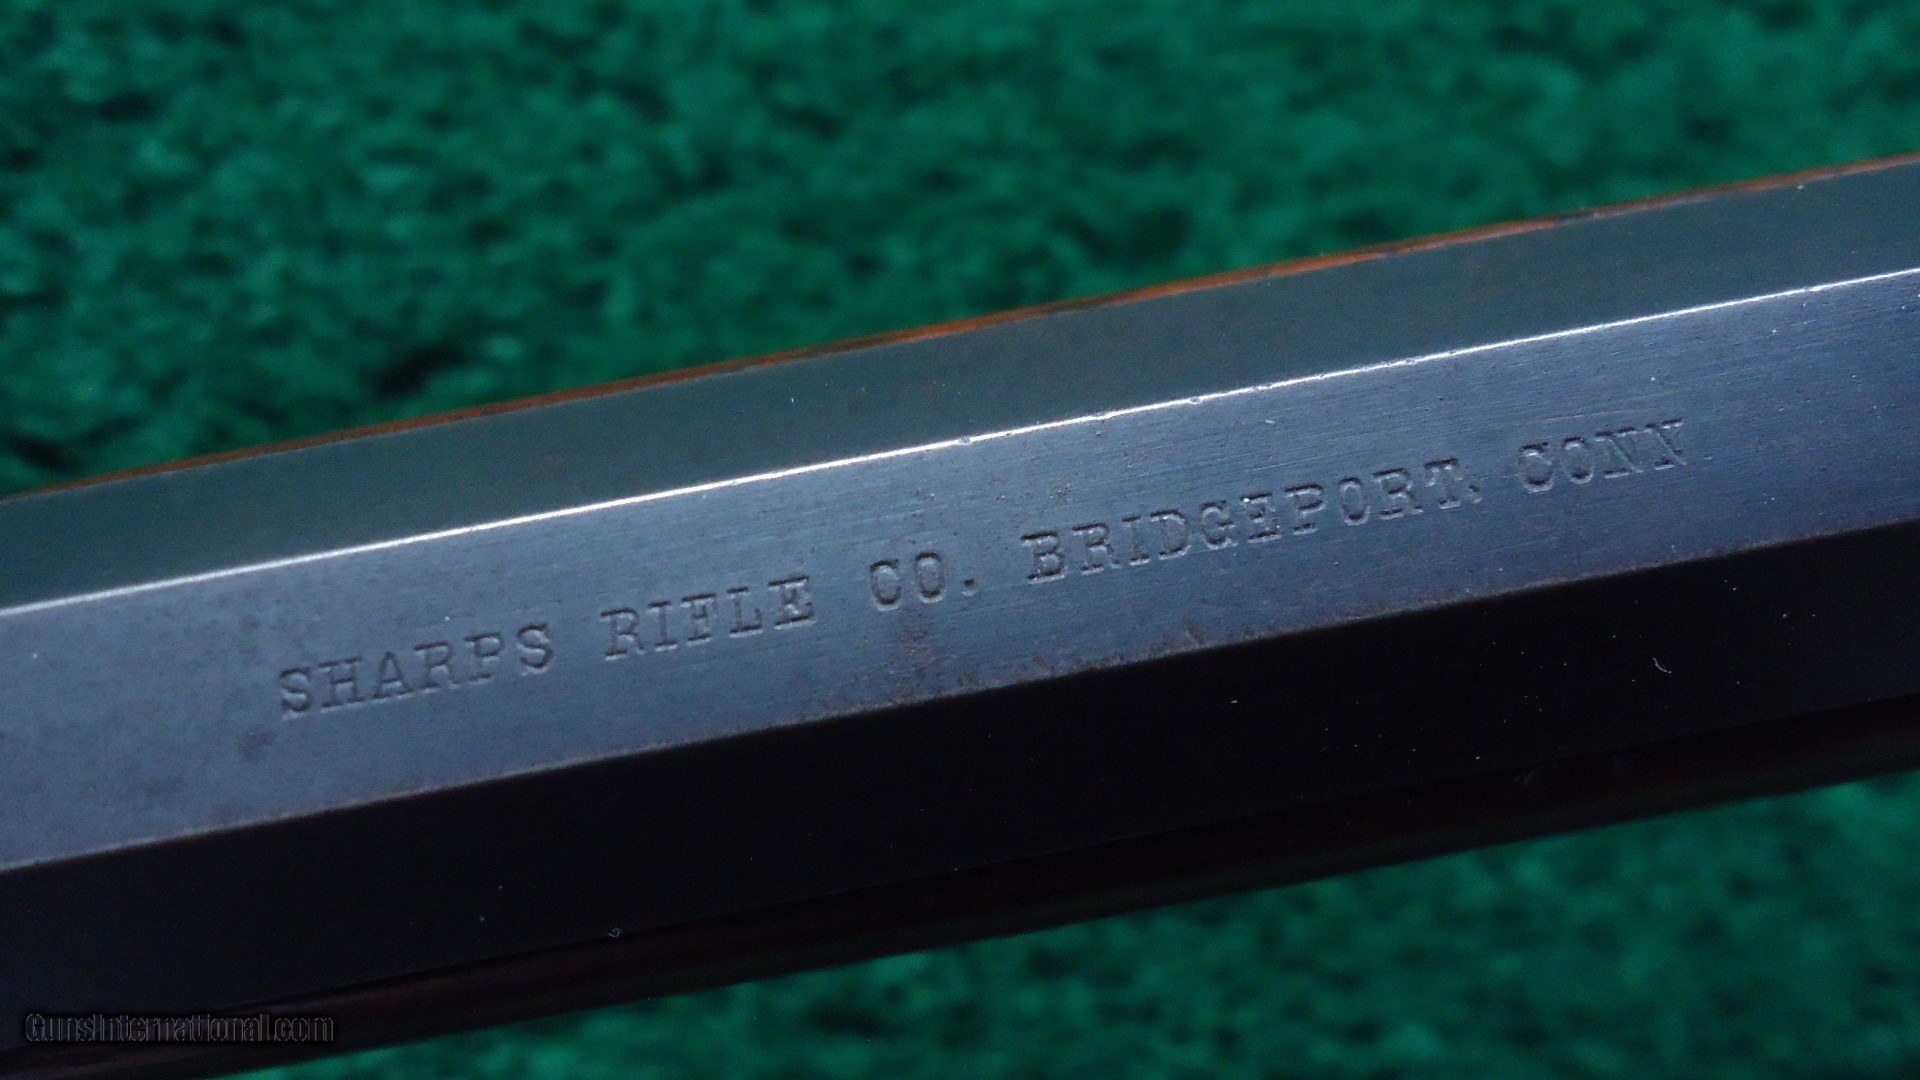 SHARPS RIFLE CO. BRIDGEPORT. CONN.
GunsInternational.com